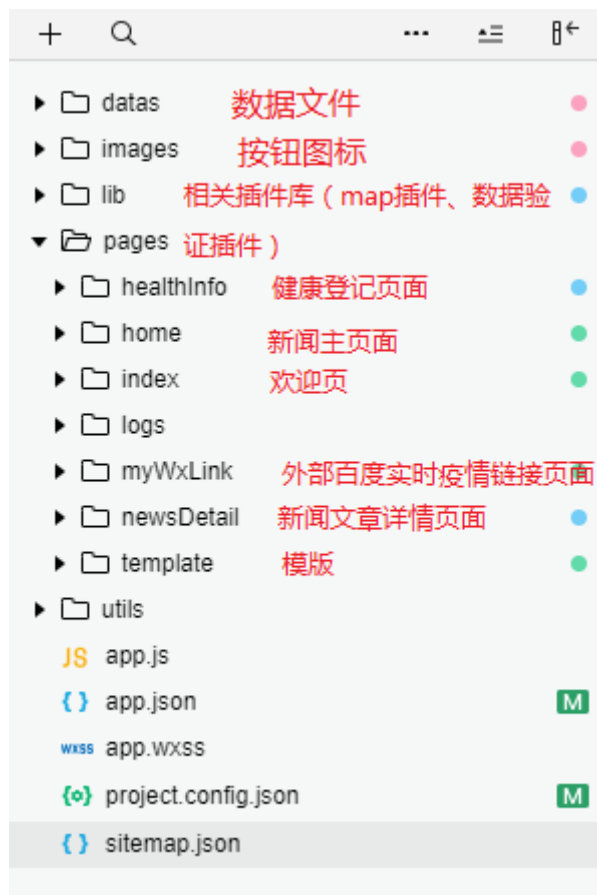 datas 数据文件
images 按钮图标
lib 相关插件库（map插件、数据验
pages 证插件）
healthInfo 健康登记页面
home 新闻主页面
index 欢迎页
logs
myWxLink 外部百度实时疫情链接页面
newsDetail 新闻文章详情页面
template 模版
utils
JS app.js
{ } app.json M
wxss app.wxss
{o} project.config.json M
{ } sitemap.json